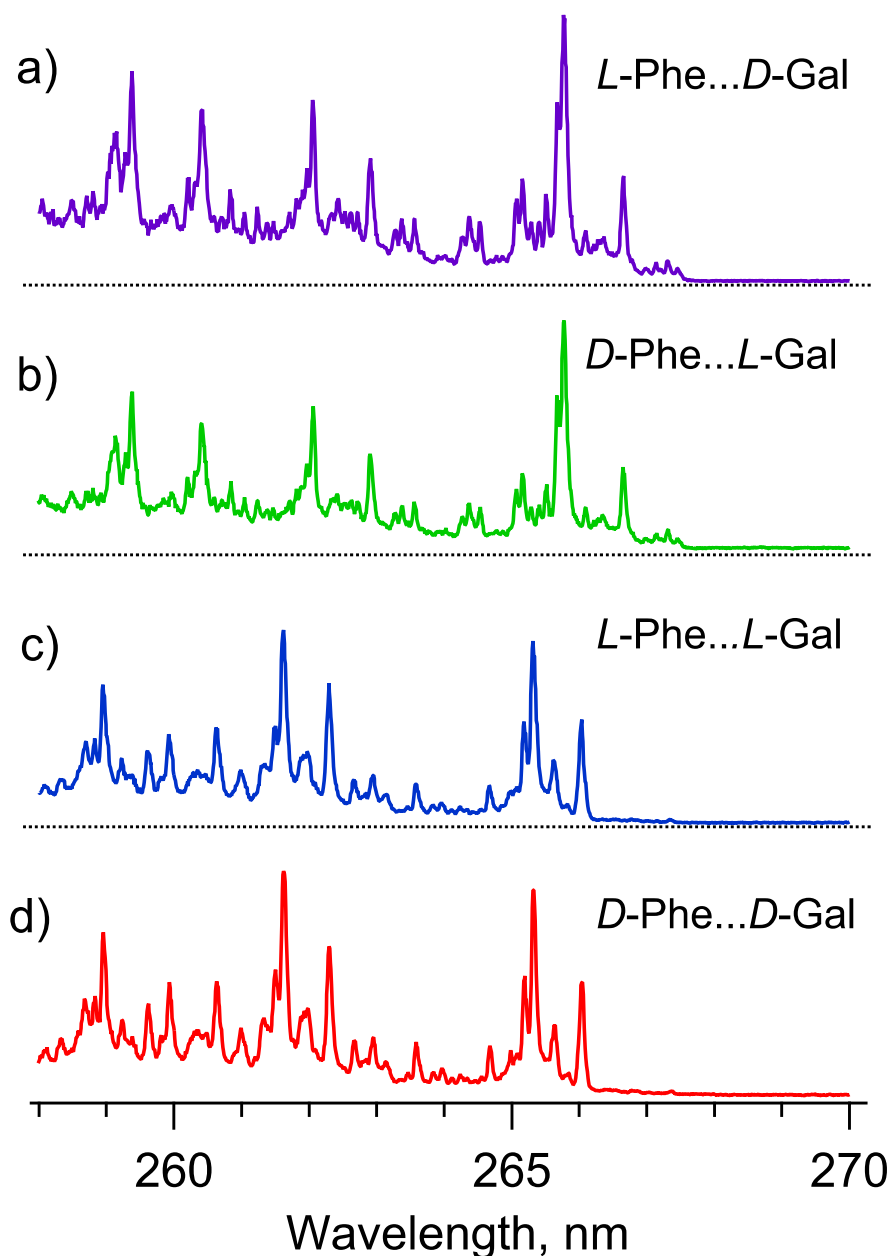 a)
L-Phe...D-Gal
b)
D-Phe...L-Gal
c)
L-Phe...L-Gal
d)
D-Phe...D-Gal
260 265 270
Wavelength, nm